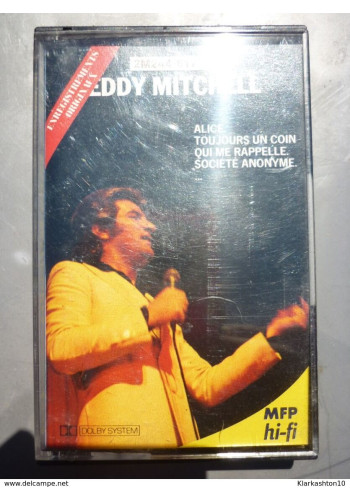 ENREGISTREMENTS
ORIGINAUX
EDDY MITCHELL
ALICE.
TOUJOURS UN COIN
QUI ME RAPPELLE.
SOCIÉTÉ ANONYME.
MFP
hi-fi
DOLBY SYSTEM
www.delcampe.net
Klarkashton10